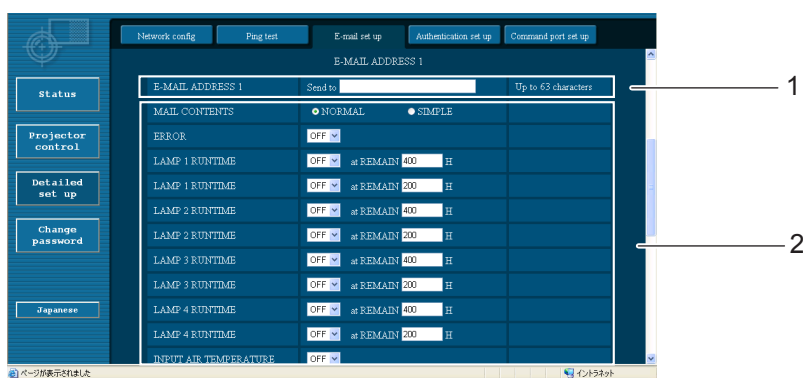 Network config Ping test E-mail set up Authentication set up Command port set up
E-MAIL ADDRESS 1
E-MAIL ADDRESS 1 Send to Up to 63 characters
1
MAIL CONTENTS NORMAL SIMPLE
ERROR OFF
LAMP 1 RUNTIME OFF at REMAIN 400 H
LAMP 1 RUNTIME OFF at REMAIN 200 H
LAMP 2 RUNTIME OFF at REMAIN 400 H
LAMP 2 RUNTIME OFF at REMAIN 200 H
2
LAMP 3 RUNTIME OFF at REMAIN 400 H
LAMP 3 RUNTIME OFF at REMAIN 200 H
LAMP 4 RUNTIME OFF at REMAIN 400 H
LAMP 4 RUNTIME OFF at REMAIN 200 H
INPUT AIR TEMPERATURE OFF
Status
Projector
control
Detailed
set up
Change
password
Japanese
ページが表示されました
イントラネット